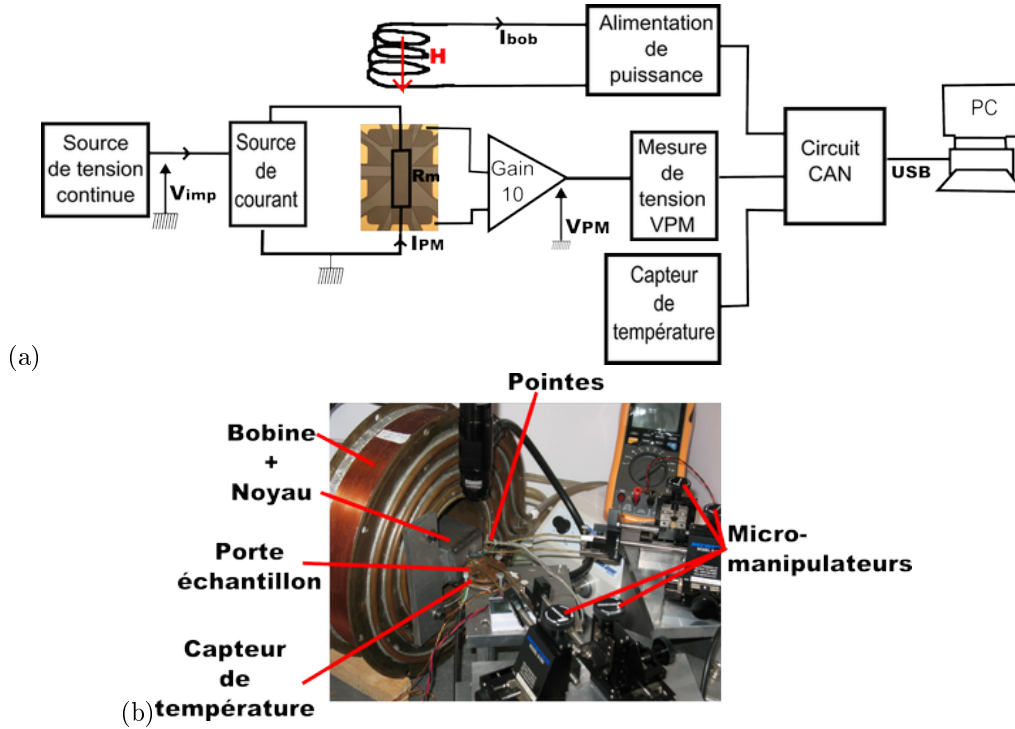 Alimentation
de
puissance
Ibob
H
PC
Source
de tension
continue
Source
de
courant
Rm
Gain
10
Mesure
de
tension
VPM
Circuit
CAN
USB
Vimp
IPM
VPM
Capteur
de
température
(a)
Pointes
Bobine
+
Noyau
Porte
échantillon
Micro-
manipulateurs
Capteur
de
température
(b)